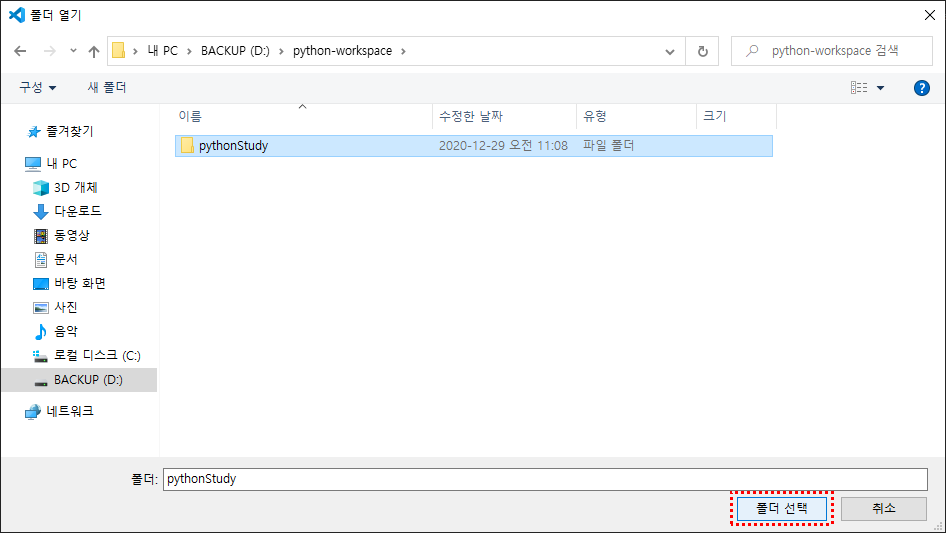 폴더 열기
내 PC > BACKUP (D:) > python-workspace >
python-workspace 검색
구성
새 폴더
이름 수정한 날짜 유형 크기
pythonStudy 2020-12-29 오전 11:08 파일 폴더
즐겨찾기
내 PC
3D 개체
다운로드
동영상
문서
바탕 화면
사진
음악
로컬 디스크 (C:)
BACKUP (D:)
네트워크
폴더: pythonStudy
폴더 선택 취소